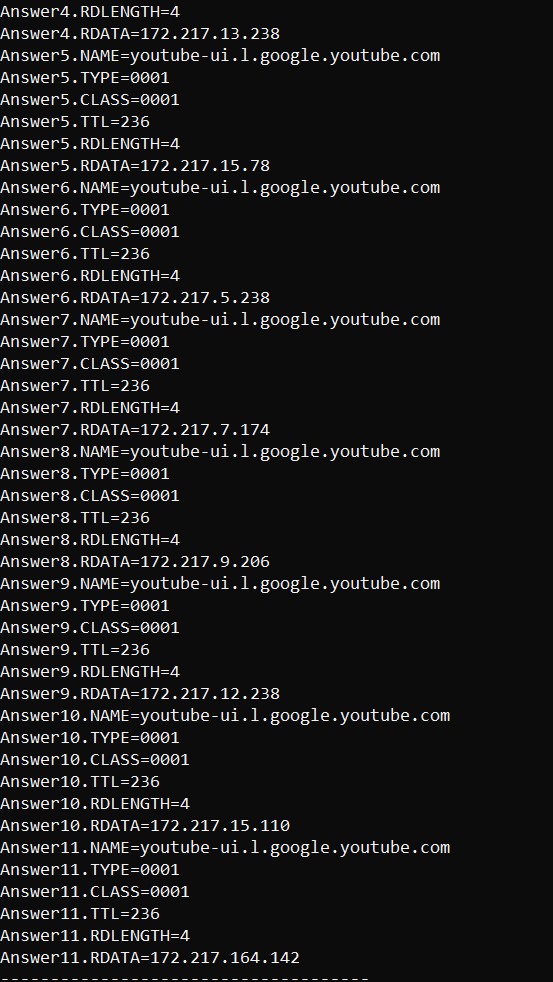 Answer4.RDLENGTH=4
Answer4.RDATA=172.217.13.238
Answer5.NAME=youtube-ui.l.google.youtube.com
Answer5.TYPE=0001
Answer5.CLASS=0001
Answer5.TTL=236
Answer5.RDLENGTH=4
Answer5.RDATA=172.217.15.78
Answer6.NAME=youtube-ui.l.google.youtube.com
Answer6.TYPE=0001
Answer6.CLASS=0001
Answer6.TTL=236
Answer6.RDLENGTH=4
Answer6.RDATA=172.217.5.238
Answer7.NAME=youtube-ui.l.google.youtube.com
Answer7.TYPE=0001
Answer7.CLASS=0001
Answer7.TTL=236
Answer7.RDLENGTH=4
Answer7.RDATA=172.217.7.174
Answer8.NAME=youtube-ui.l.google.youtube.com
Answer8.TYPE=0001
Answer8.CLASS=0001
Answer8.TTL=236
Answer8.RDLENGTH=4
Answer8.RDATA=172.217.9.206
Answer9.NAME=youtube-ui.l.google.youtube.com
Answer9.TYPE=0001
Answer9.CLASS=0001
Answer9.TTL=236
Answer9.RDLENGTH=4
Answer9.RDATA=172.217.12.238
Answer10.NAME=youtube-ui.l.google.youtube.com
Answer10.TYPE=0001
Answer10.CLASS=0001
Answer10.TTL=236
Answer10.RDLENGTH=4
Answer10.RDATA=172.217.15.110
Answer11.NAME=youtube-ui.l.google.youtube.com
Answer11.TYPE=0001
Answer11.CLASS=0001
Answer11.TTL=236
Answer11.RDLENGTH=4
Answer11.RDATA=172.217.164.142
-------------------------------------